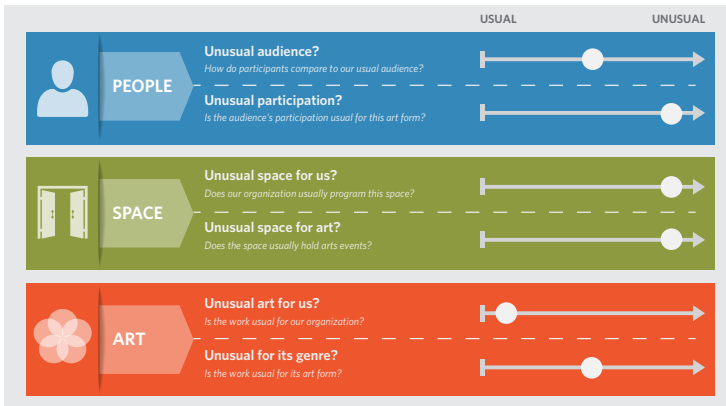 USUAL UNUSUAL
PEOPLE
Unusual audience?
How do participants compare to our usual audience?
Unusual participation?
Is the audience's participation usual for this art form?
SPACE
Unusual space for us?
Does our organization usually program this space?
Unusual space for art?
Does the space usually hold arts events?
ART
Unusual art for us?
Is the work usual for our organization?
Unusual for its genre?
Is the work usual for its art form?